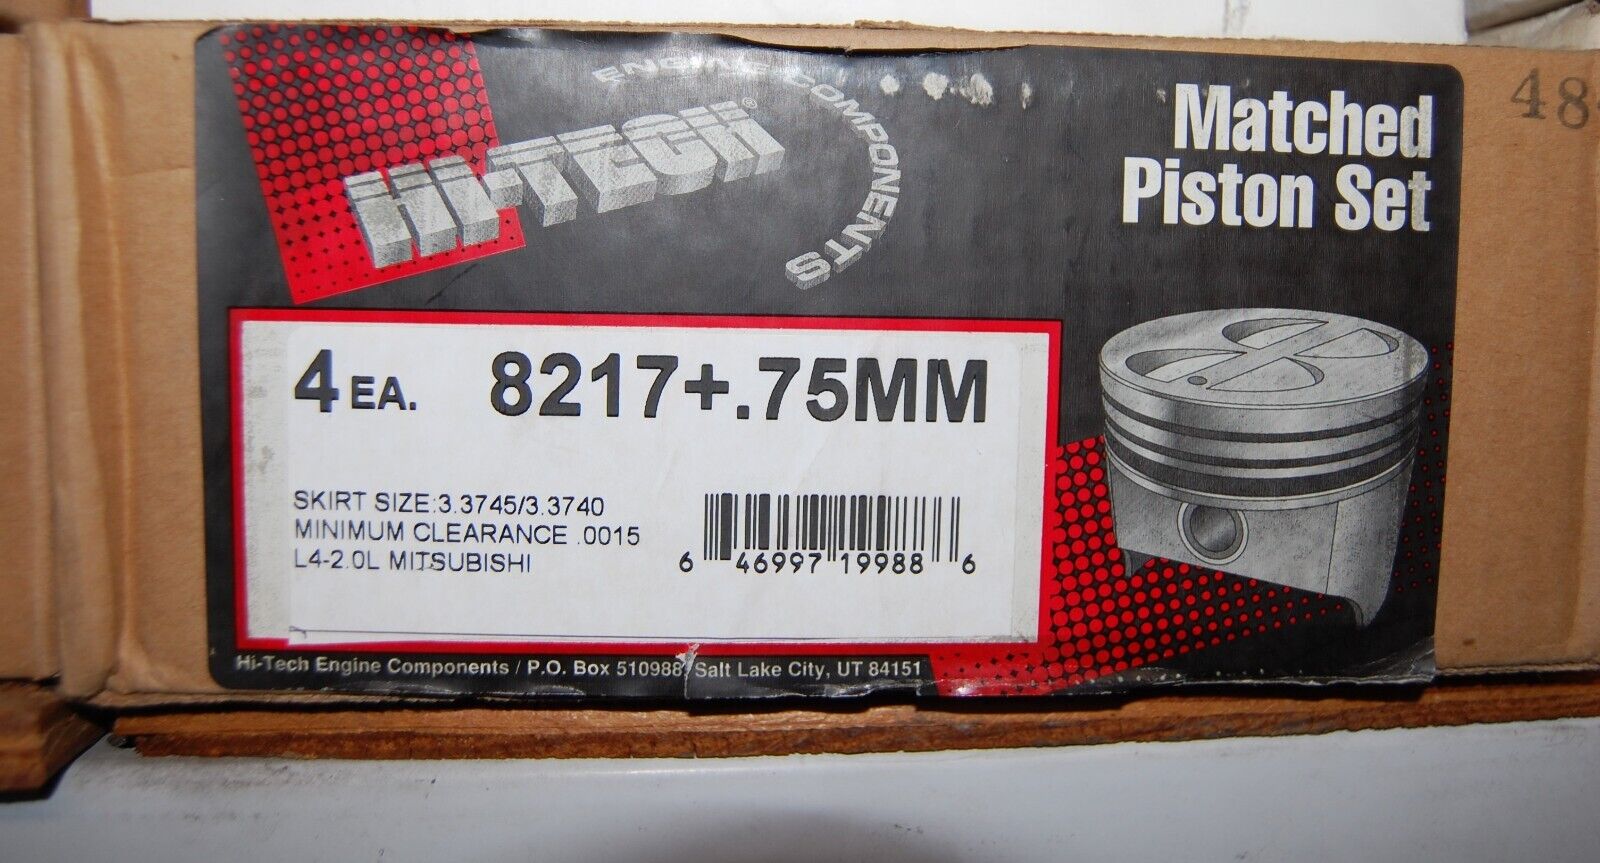 HI-TECH®
ENGINE COMPONENTS
Matched
Piston Set
48
4 EA. 8217+.75MM
SKIRT SIZE:3.3745/3.3740
MINIMUM CLEARANCE .0015
L4-2.0L MITSUBISHI
6 46997 19988 6
Hi-Tech Engine Components / P.O. Box 510988, Salt Lake City, UT 84151